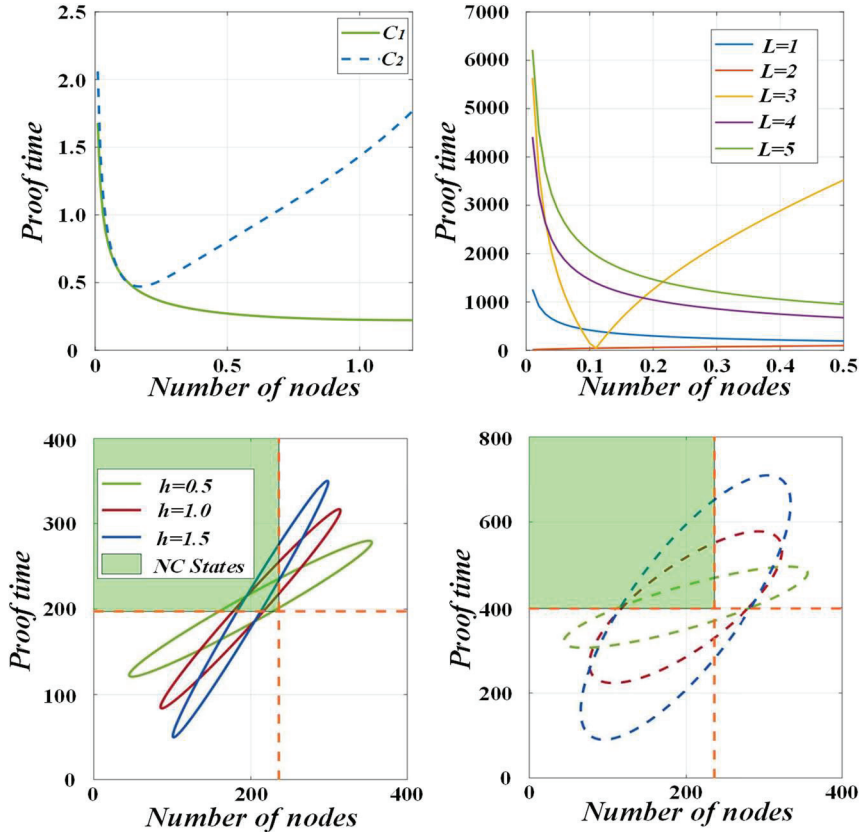 C1
C2
2.5
2.0
1.5
1.0
0.5
0
0
0.5
1.0
Proof time
Number of nodes
L=1
L=2
L=3
L=4
L=5
7000
6000
5000
4000
3000
2000
1000
0
0
0.1
0.2
0.3
0.4
0.5
Proof time
Number of nodes
h=0.5
h=1.0
h=1.5
NC States
400
300
200
100
0
0
200
400
Proof time
Number of nodes
800
600
400
200
0
0
200
400
Proof time
Number of nodes